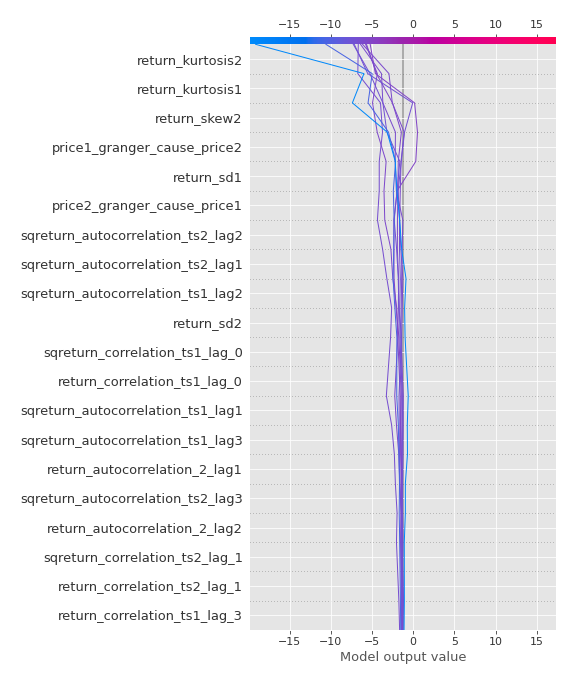 −15 −10 −5 0 5 10 15
return_kurtosis2
return_kurtosis1
return_skew2
price1_granger_cause_price2
return_sd1
price2_granger_cause_price1
sqreturn_autocorrelation_ts2_lag2
sqreturn_autocorrelation_ts2_lag1
sqreturn_autocorrelation_ts1_lag2
return_sd2
sqreturn_correlation_ts1_lag_0
return_correlation_ts1_lag_0
sqreturn_autocorrelation_ts1_lag1
sqreturn_autocorrelation_ts1_lag3
return_autocorrelation_2_lag1
sqreturn_autocorrelation_ts2_lag3
return_autocorrelation_2_lag2
sqreturn_correlation_ts2_lag_1
return_correlation_ts2_lag_1
return_correlation_ts1_lag_3
−15 −10 −5 0 5 10 15
Model output value